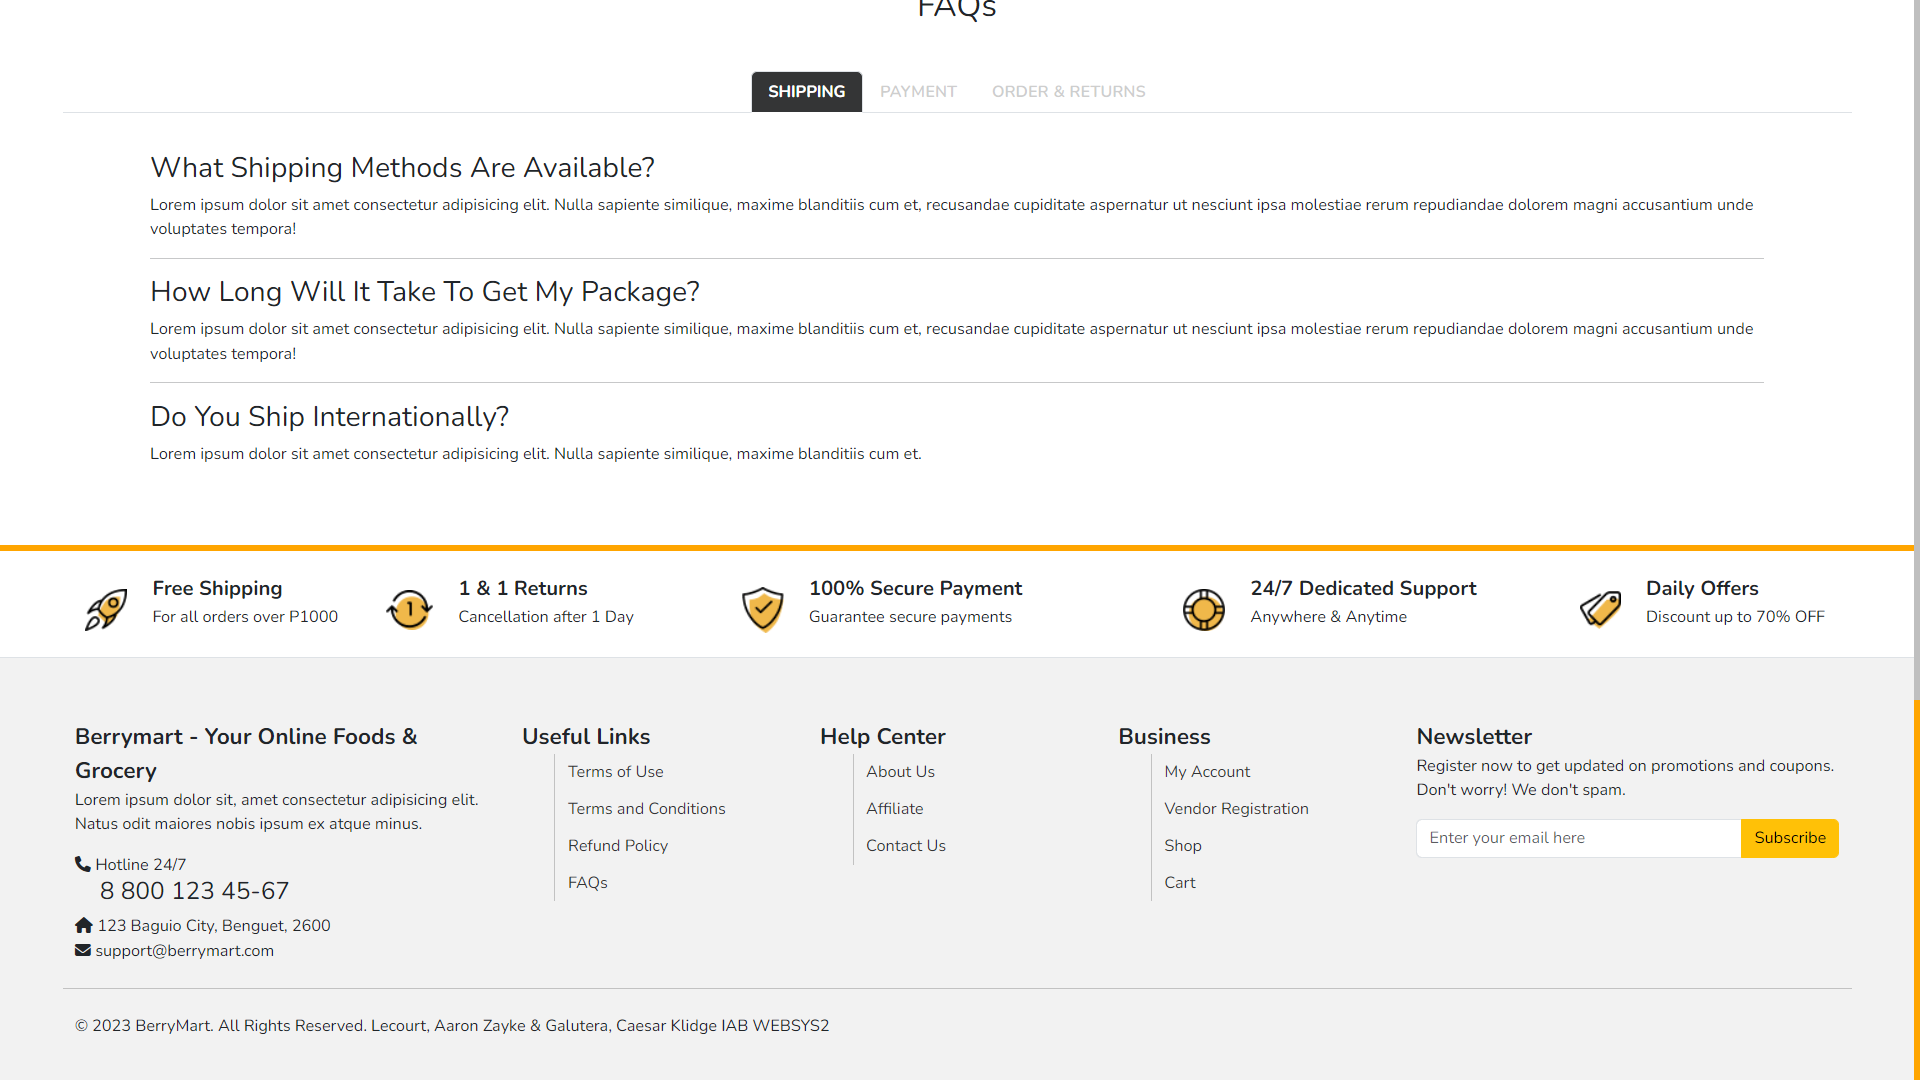 FAQs
SHIPPING
PAYMENT
ORDER & RETURNS
What Shipping Methods Are Available?
Lorem ipsum dolor sit amet consectetur adipisicing elit. Nulla sapiente similique, maxime blanditiis cum et, recusandae cupiditate aspernatur ut nesciunt ipsa molestiae rerum repudiandae dolorem magni accusantium unde
voluptates tempora!
How Long Will It Take To Get My Package?
Lorem ipsum dolor sit amet consectetur adipisicing elit. Nulla sapiente similique, maxime blanditiis cum et, recusandae cupiditate aspernatur ut nesciunt ipsa molestiae rerum repudiandae dolorem magni accusantium unde
voluptates tempora!
Do You Ship Internationally?
Lorem ipsum dolor sit amet consectetur adipisicing elit. Nulla sapiente similique, maxime blanditiis cum et.
Free Shipping
For all orders over P1000
1
1 & 1 Returns
Cancellation after 1 Day
100% Secure Payment
Guarantee secure payments
24/7 Dedicated Support
Anywhere & Anytime
Daily Offers
Discount up to 70% OFF
Berrymart - Your Online Foods &
Grocery
Lorem ipsum dolor sit, amet consectetur adipisicing elit.
Natus odit maiores nobis ipsum ex atque minus.
Hotline 24/7
8 800 123 45-67
123 Baguio City, Benguet, 2600
support@berrymart.com
Useful Links
Terms of Use
Terms and Conditions
Refund Policy
FAQs
Help Center
About Us
Affiliate
Contact Us
Business
My Account
Vendor Registration
Shop
Cart
Newsletter
Register now to get updated on promotions and coupons.
Don't worry! We don't spam.
Enter your email here
Subscribe
© 2023 BerryMart. All Rights Reserved. Lecourt, Aaron Zayke & Galutera, Caesar Klidge IAB WEBSYS2